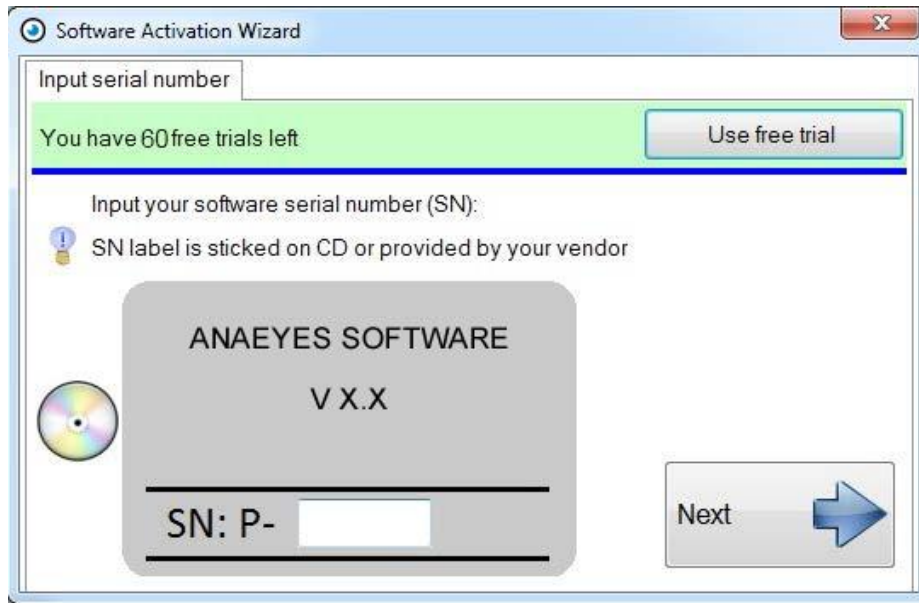 Software Activation Wizard
Input serial number
You have 60 free trials left
Use free trial
Input your software serial number (SN):
SN label is sticked on CD or provided by your vendor
ANAEYES SOFTWARE
V X.X
SN: P-
Next